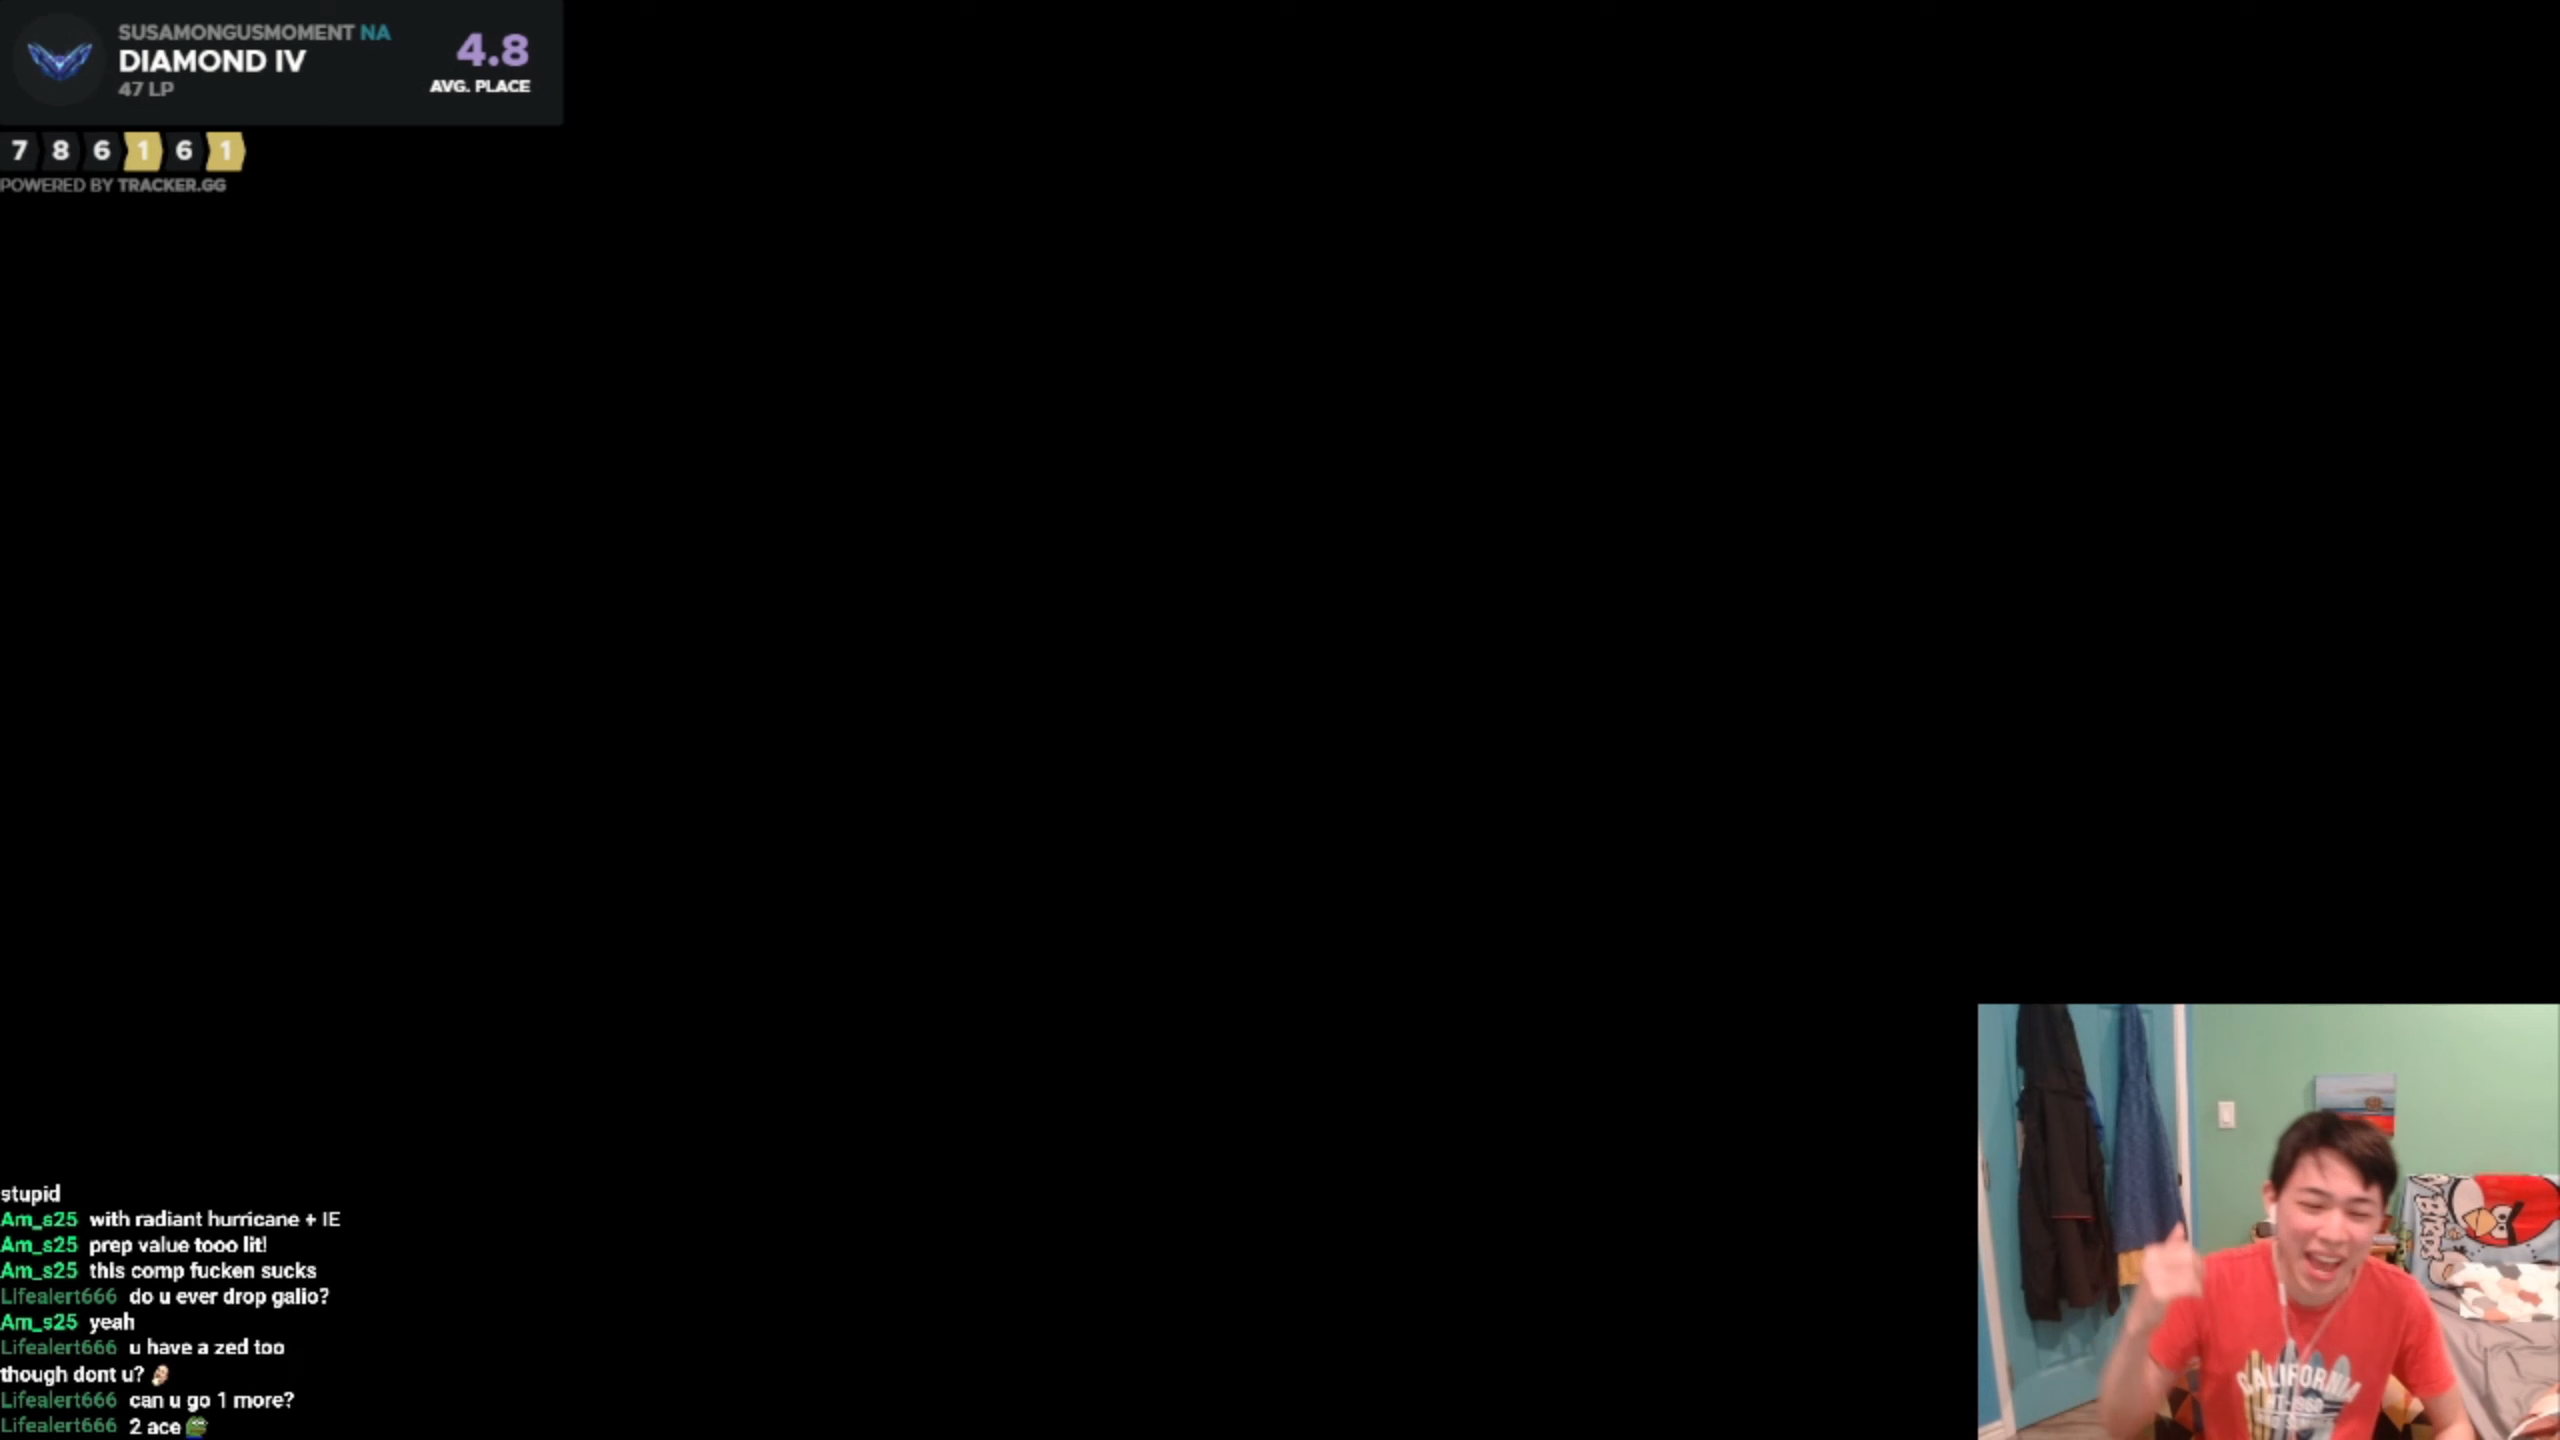 SUSAMONGUSMOMENT NA
DIAMOND IV
47 LP
4.8
AVG. PLACE
7 8 6 1 6 1
POWERED BY TRACKER.GG
stupid
Am_s25 with radiant hurricane + IE
Am_s25 prep value tooo lit!
Am_s25 this comp fucken sucks
Lifealert666 do u ever drop galio?
Am_s25 yeah
Lifealert666 u have a zed too
though dont u?
Lifealert666 can u go 1 more?
Lifealert666 2 ace
BIRDS
CALIFORNIA